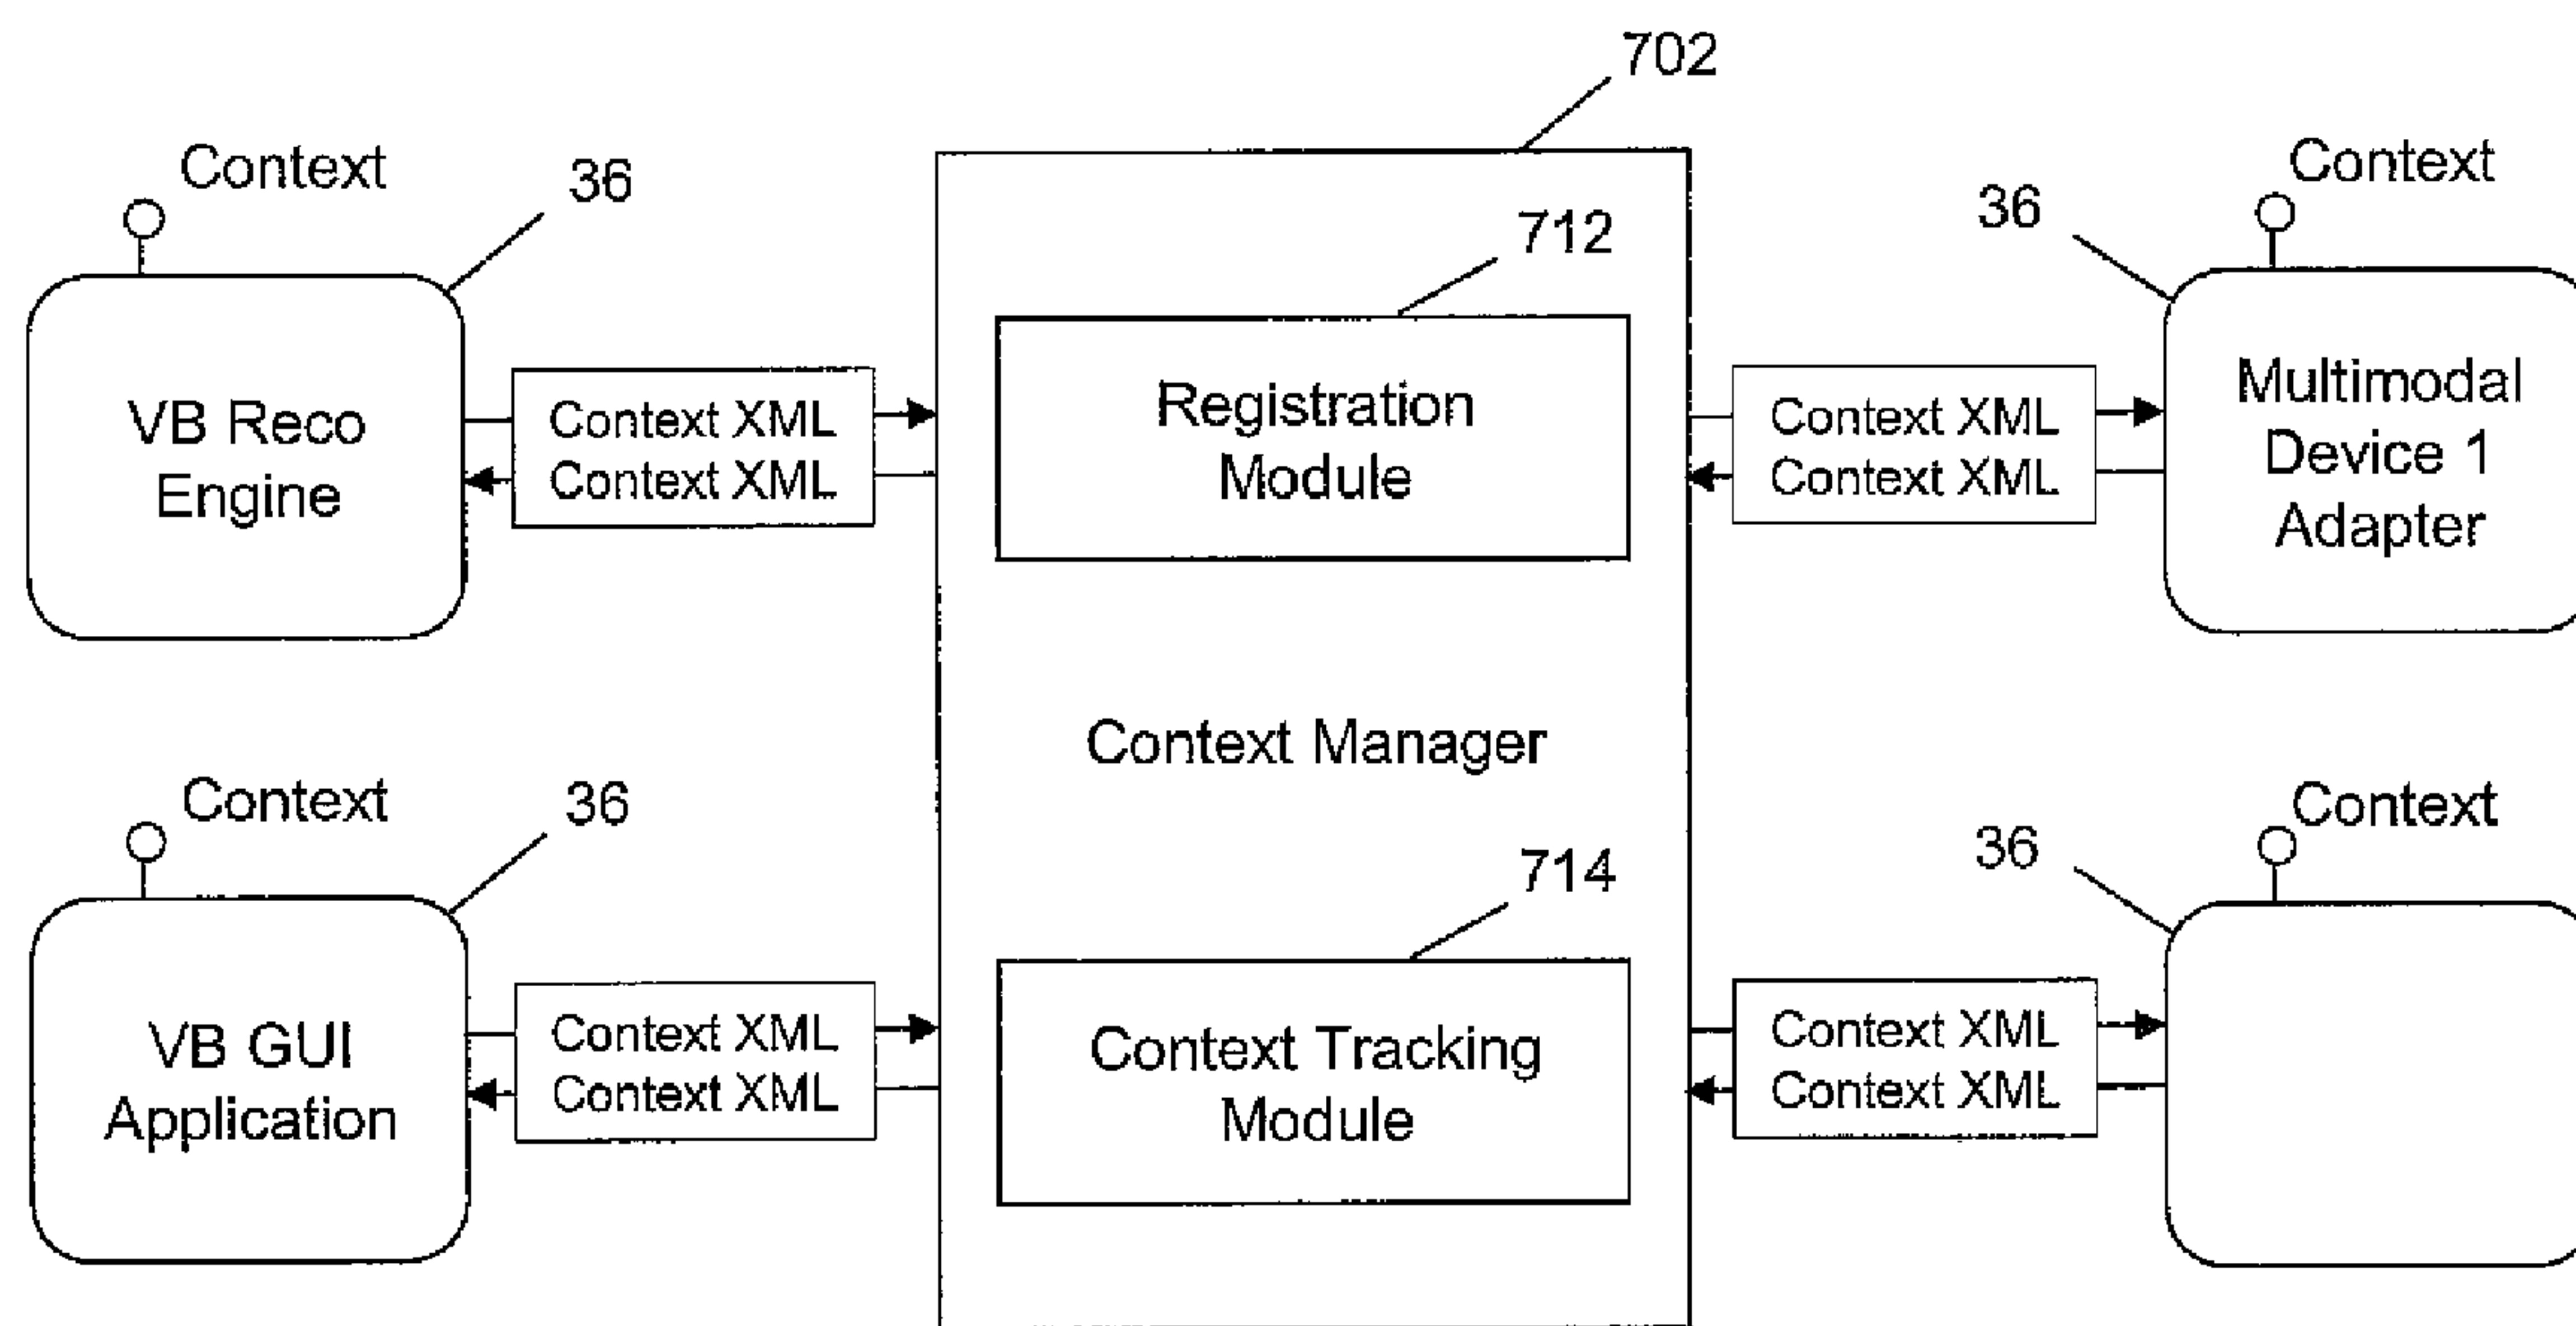 702
Context
36
712
36
Context
VB Reco
Engine
Context XML
Context XML
Registration
Module
Context XML
Context XML
Multimodal
Device 1
Adapter
Context Manager
Context
36
714
36
Context
VB GUI
Application
Context XML
Context XML
Context Tracking
Module
Context XML
Context XML